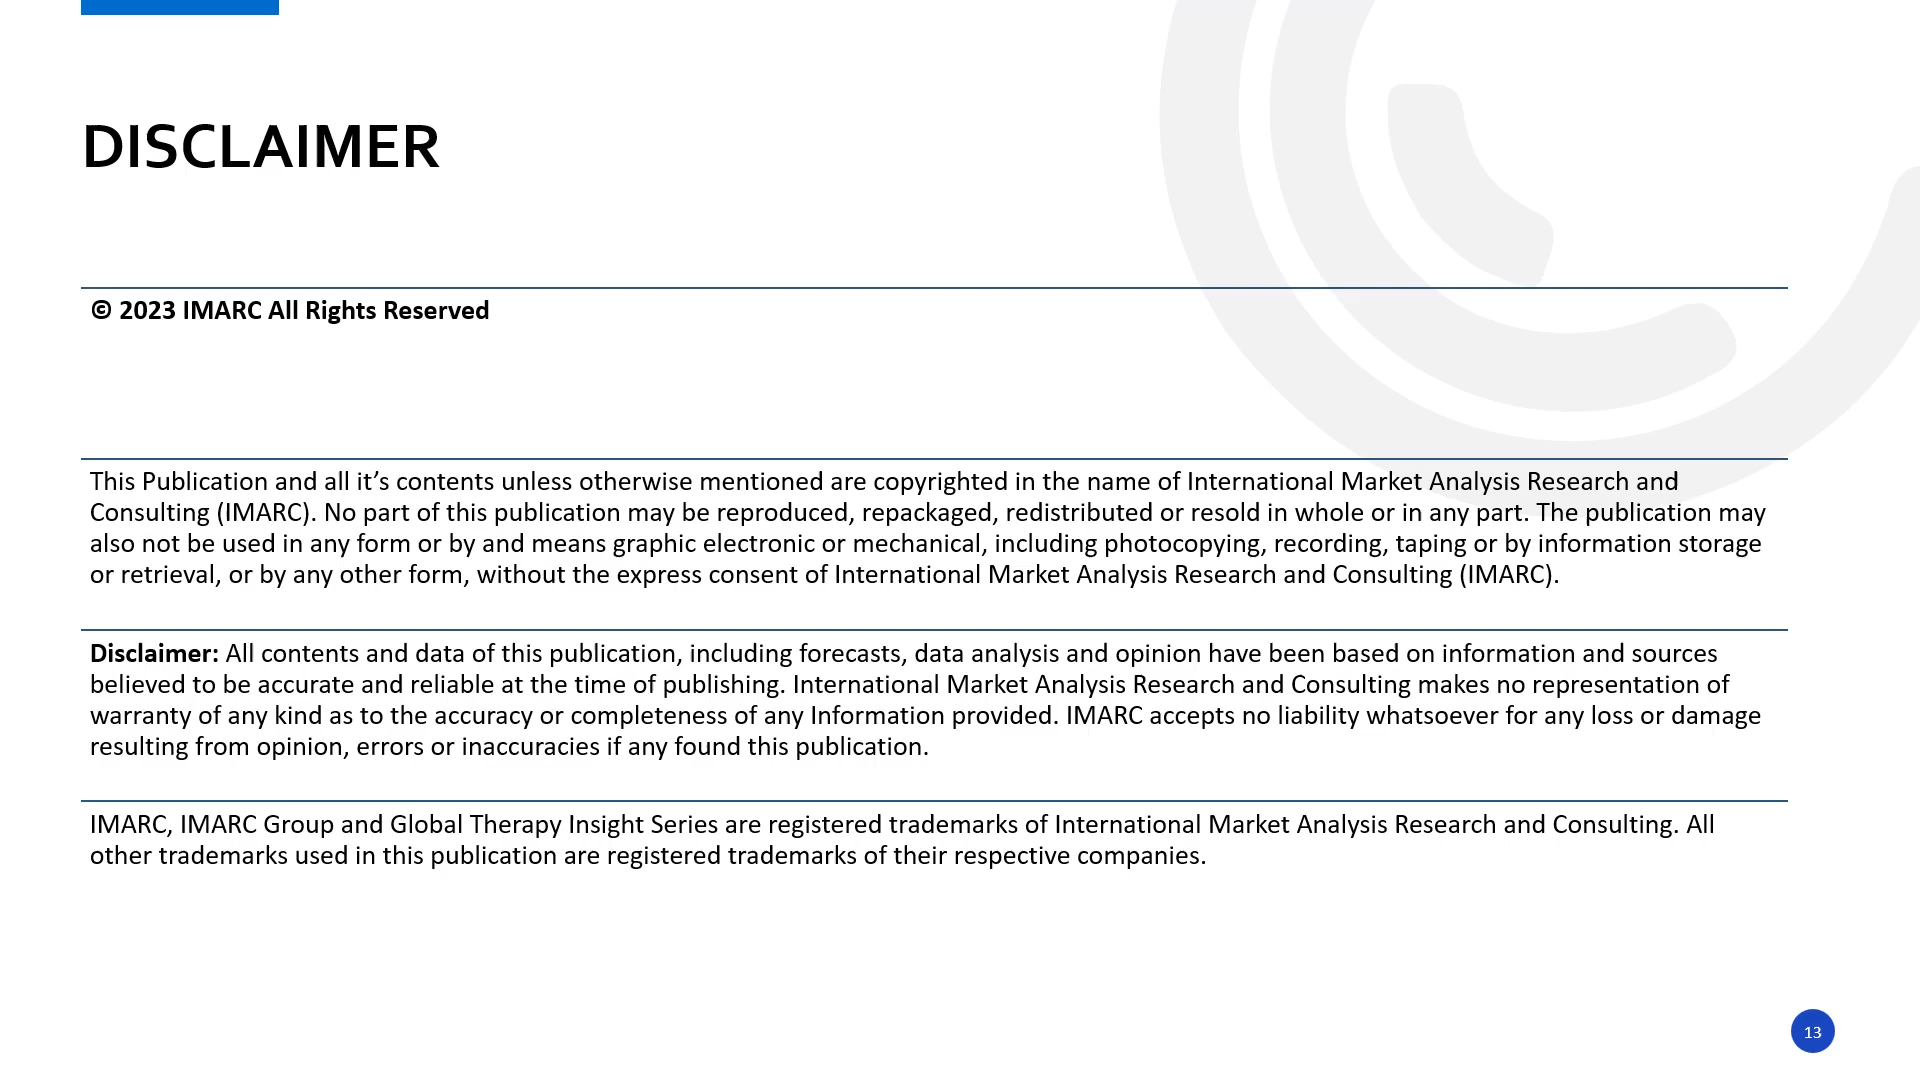 DISCLAIMER
© 2023 IMARC All Rights Reserved
This Publication and all it’s contents unless otherwise mentioned are copyrighted in the name of International Market Analysis Research and
Consulting (IMARC). No part of this publication may be reproduced, repackaged, redistributed or resold in whole or in any part. The publication may
also not be used in any form or by and means graphic electronic or mechanical, including photocopying, recording, taping or by information storage
or retrieval, or by any other form, without the express consent of International Market Analysis Research and Consulting (IMARC).
Disclaimer: All contents and data of this publication, including forecasts, data analysis and opinion have been based on information and sources
believed to be accurate and reliable at the time of publishing. International Market Analysis Research and Consulting makes no representation of
warranty of any kind as to the accuracy or completeness of any Information provided. IMARC accepts no liability whatsoever for any loss or damage
resulting from opinion, errors or inaccuracies if any found this publication.
IMARC, IMARC Group and Global Therapy Insight Series are registered trademarks of International Market Analysis Research and Consulting. All
other trademarks used in this publication are registered trademarks of their respective companies.
13